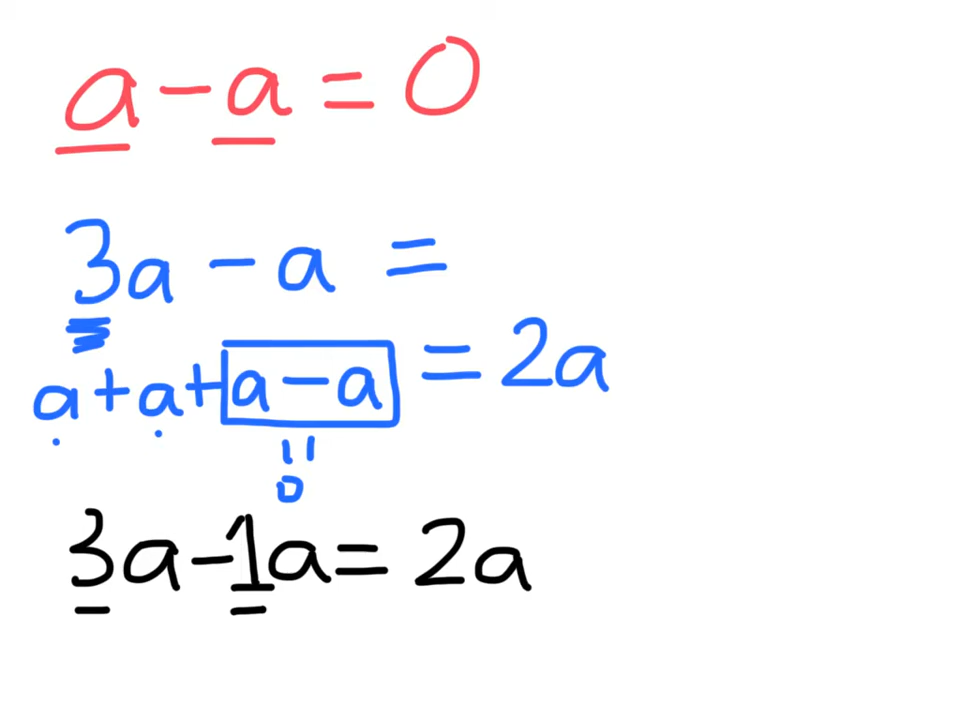 a - a = 0
3a - a =
a + a + a - a = 2a
=
0
3a - 1a = 2a